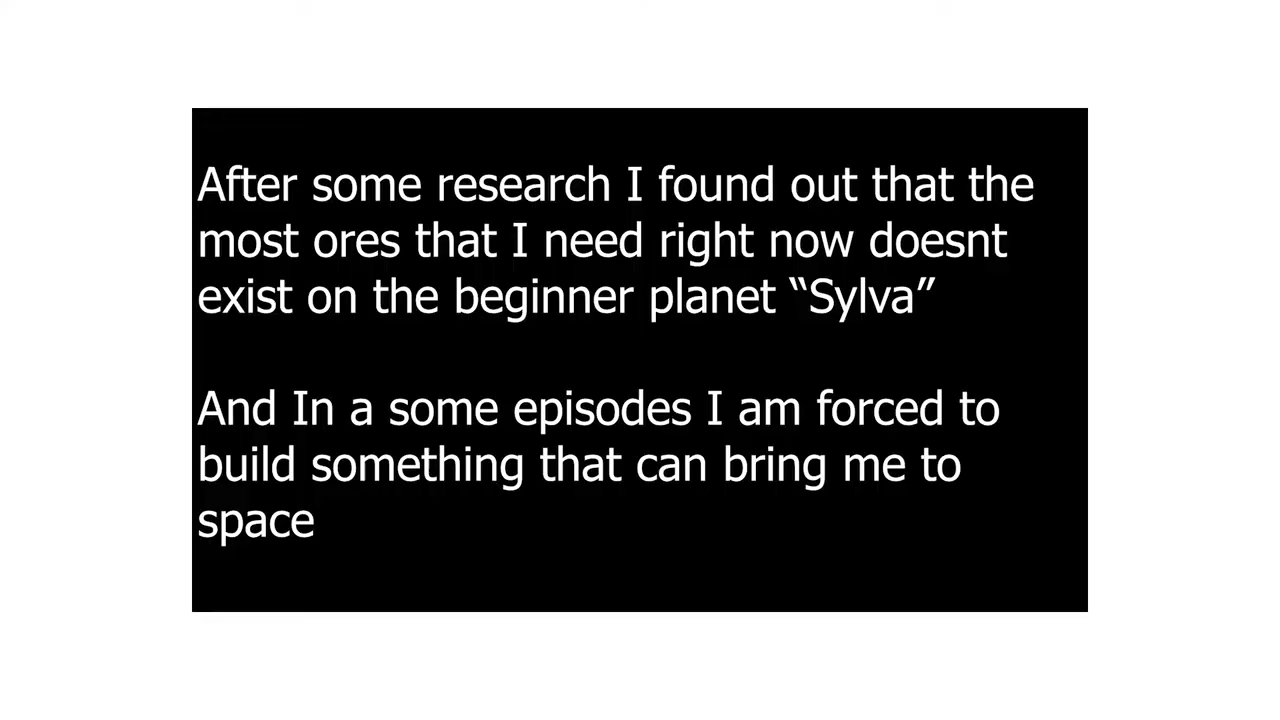 After some research I found out that the
most ores that I need right now doesnt
exist on the beginner planet “Sylva”
And In a some episodes I am forced to
build something that can bring me to
space